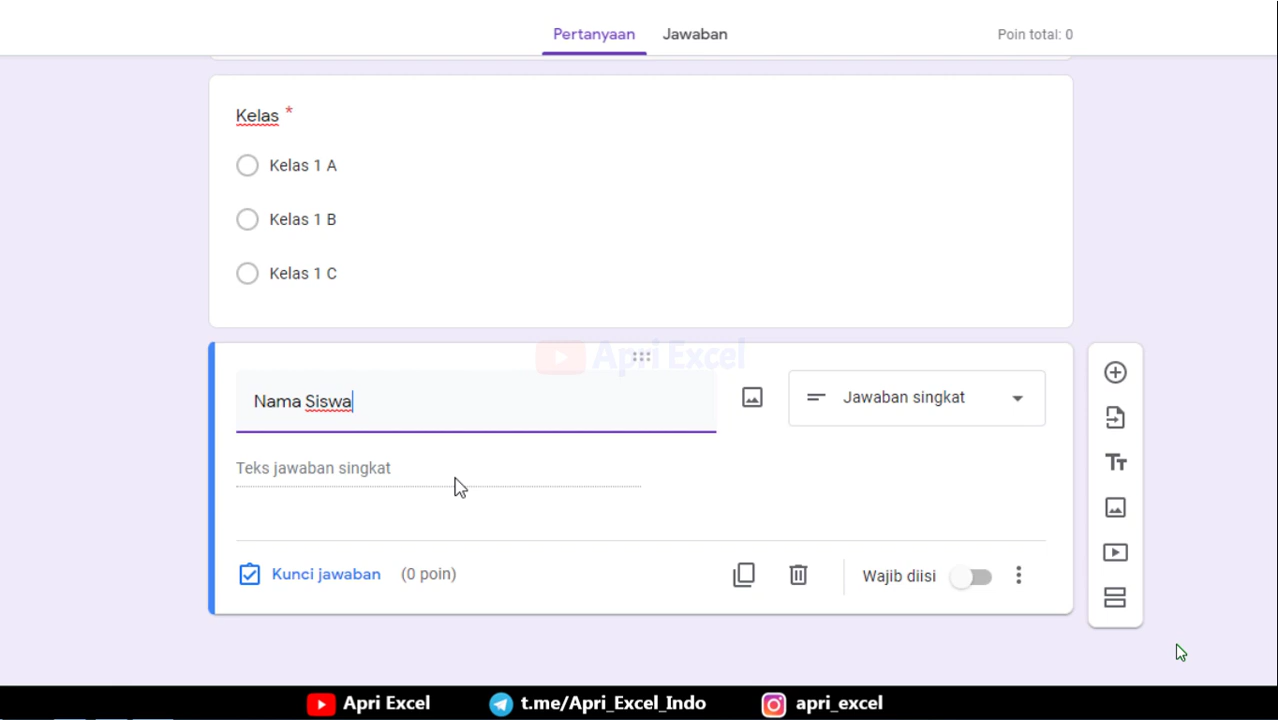 Pertanyaan Jawaban Poin total: 0
Kelas *
Kelas 1 A
Kelas 1 B
Kelas 1 C
Apri Excel
Nama Siswa Jawaban singkat
Teks jawaban singkat
Kunci jawaban (0 poin) Wajib diisi
Apri Excel t.me/Apri_Excel_Indo apri_excel